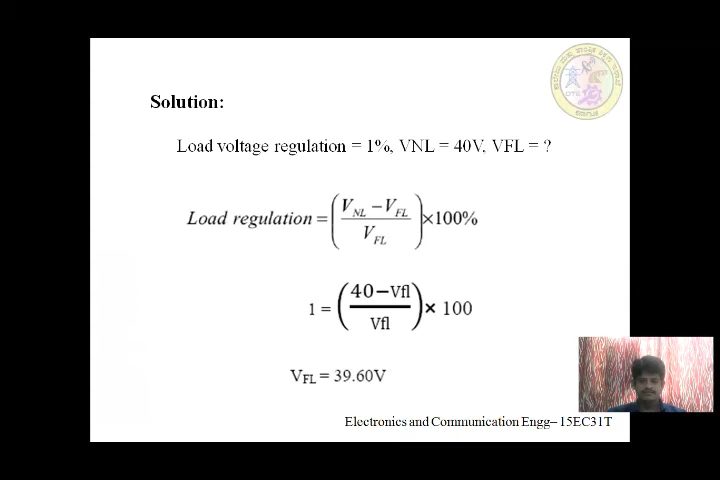 Solution:
Load voltage regulation = 1%, VNL = 40V, VFL = ?
Load regulation = ( (V_NL − V_FL) / V_FL ) × 100%
1 = ( (40 − Vfl) / Vfl ) × 100
V_FL = 39.60V
Electronics and Communication Engg– 15EC31T